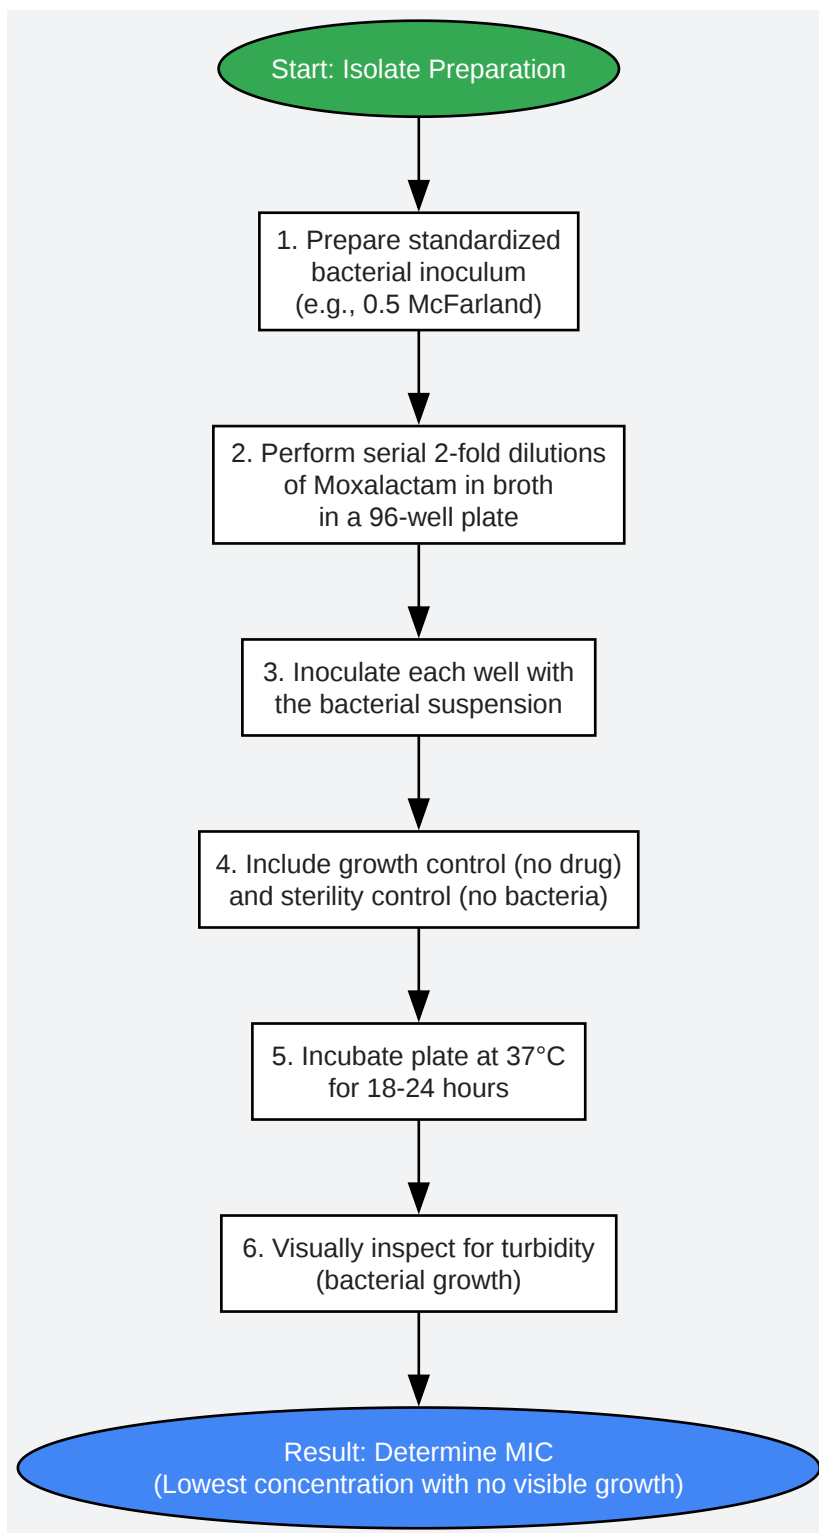 Start: Isolate Preparation
1. Prepare standardized
bacterial inoculum
(e.g., 0.5 McFarland)
2. Perform serial 2-fold dilutions
of Moxalactam in broth
in a 96-well plate
3. Inoculate each well with
the bacterial suspension
4. Include growth control (no drug)
and sterility control (no bacteria)
5. Incubate plate at 37°C
for 18-24 hours
6. Visually inspect for turbidity
(bacterial growth)
Result: Determine MIC
(Lowest concentration with no visible growth)